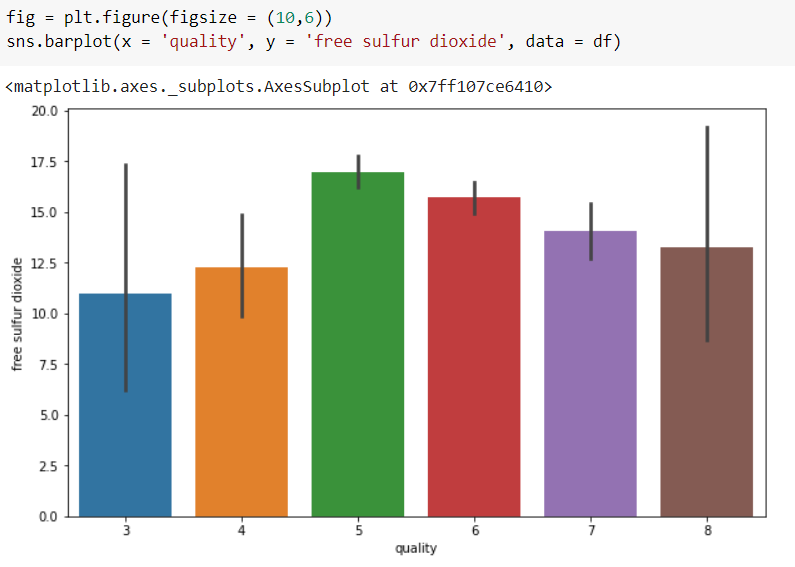 fig = plt.figure(figsize = (10,6))
sns.barplot(x = 'quality', y = 'free sulfur dioxide', data = df)
<matplotlib.axes._subplots.AxesSubplot at 0x7ff107ce6410>
20.0
17.5
15.0
12.5
10.0
7.5
5.0
2.5
0.0
free sulfur dioxide
3 4 5 6 7 8
quality